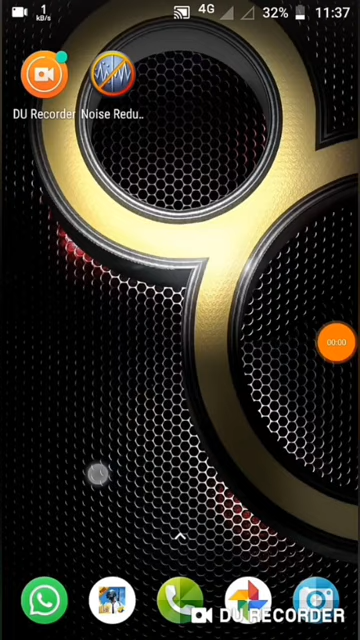 1
kB/s
4G
32%
11:37
DU Recorder
Noise Redu..
00:00
DU RECORDER